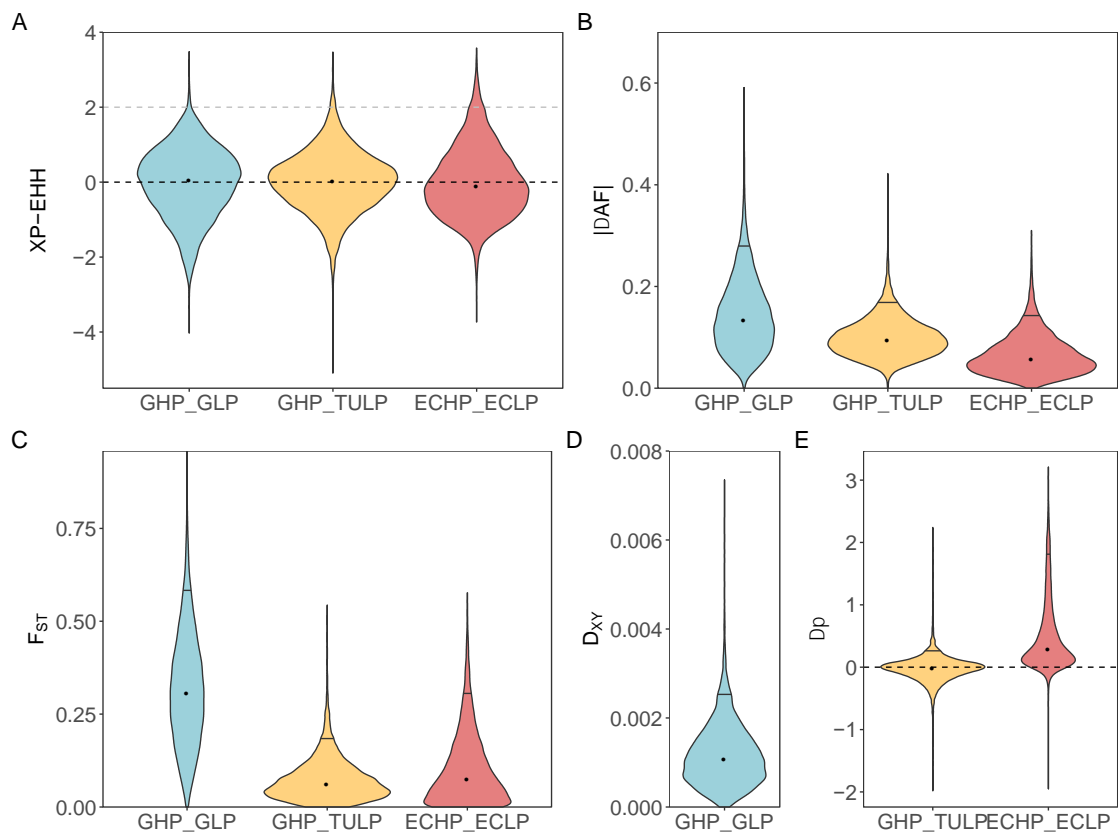 A
XP−EHH
4
2
0
−2
−4
GHP_GLP GHP_TULP ECHP_ECLP
B
|DAF|
0.6
0.4
0.2
0.0
GHP_GLP GHP_TULP ECHP_ECLP
C
FST
0.75
0.50
0.25
0.00
GHP_GLP GHP_TULP ECHP_ECLP
D
DXY
0.008
0.006
0.004
0.002
0.000
GHP_GLP
E
Dp
3
2
1
0
−1
−2
GHP_TULP ECHP_ECLP